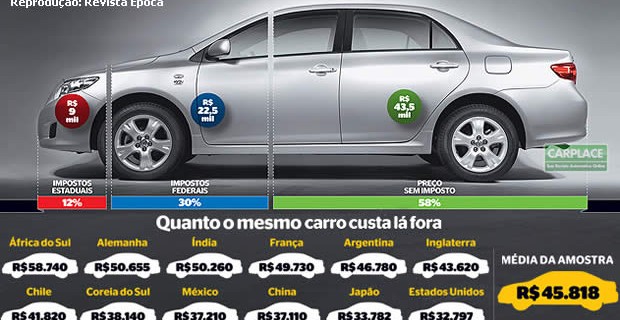 Reprodução: Revista Época
R$
9
mil
R$
22,5
mil
R$
43,5
mil
CARPLACE
IMPOSTOS
ESTADUAIS
IMPOSTOS
FEDERAIS
PREÇO
SEM IMPOSTO
12%
30%
58%
Quanto o mesmo carro custa lá fora
África do Sul
Alemanha
Índia
França
Argentina
Inglaterra
R$58.740
R$50.655
R$50.260
R$49.730
R$46.780
R$43.620
MÉDIA DA AMOSTRA
R$45.818
Chile
Coreia do Sul
México
China
Japão
Estados Unidos
R$41.820
R$38.140
R$37.210
R$37.110
R$33.782
R$32.797